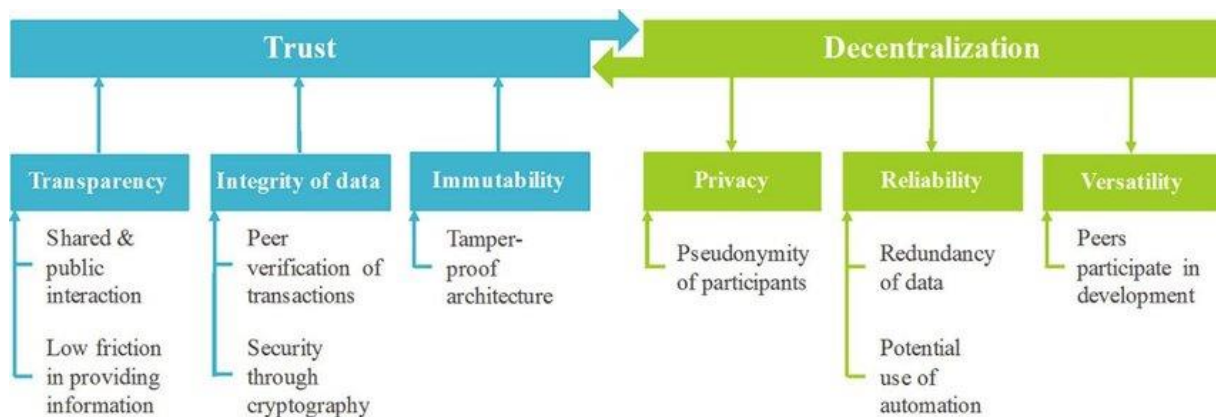 Trust
Decentralization
Transparency
Integrity of data
Immutability
Privacy
Reliability
Versatility
Shared &
public
interaction
Low friction
in providing
information
Peer
verification of
transactions
Security
through
cryptography
Tamper-
proof
architecture
Pseudonymity
of participants
Redundancy
of data
Potential
use of
automation
Peers
participate in
development